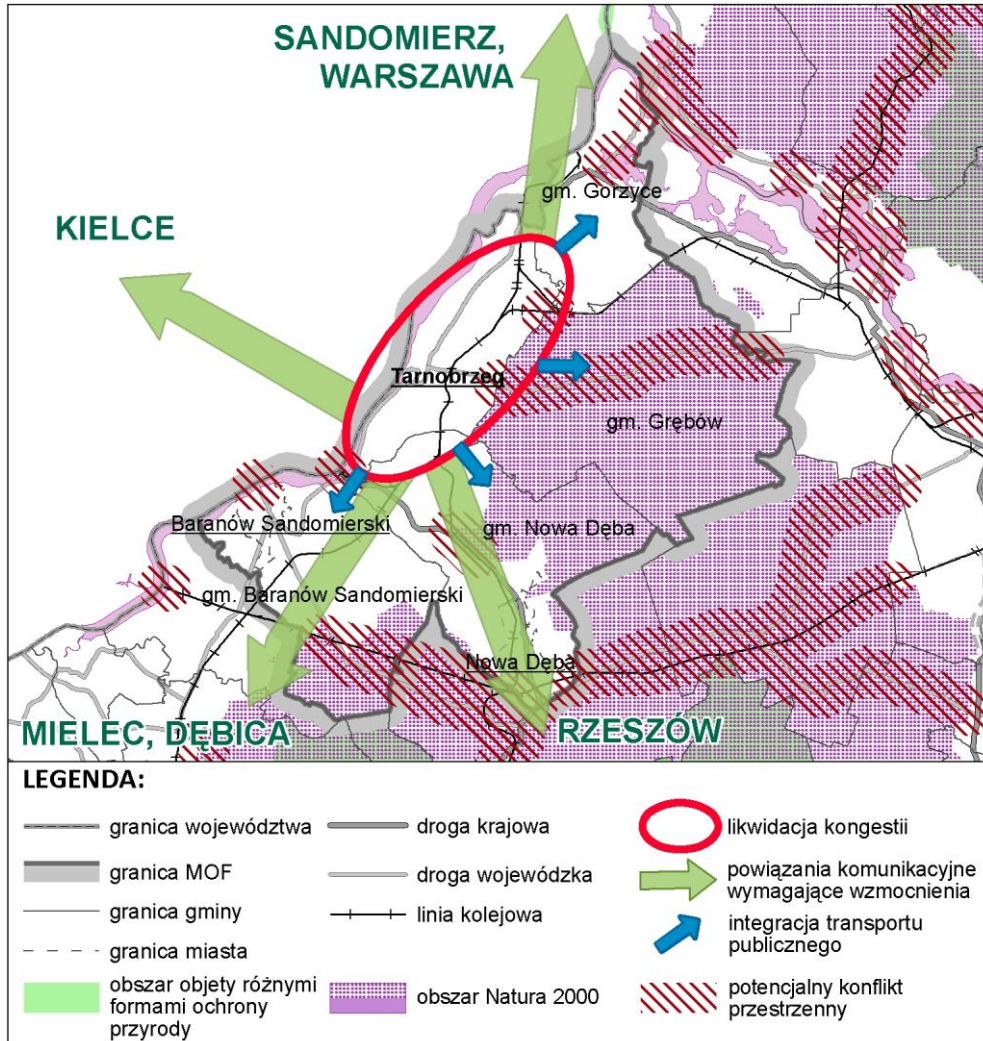 SANDOMIERZ,
WARSZAWA
gm. Gorzyce
KIELCE
Tarnobrzeg
gm. Grębów
Baranów Sandomierski
gm. Nowa Dęba
gm. Baranów Sandomierski
Nowa Dęba
MIELEC, DĘBICA
RZESZÓW
LEGENDA:
granica województwa
granica MOF
granica gminy
granica miasta
obszar objety różnymi
formami ochrony
przyrody
droga krajowa
droga wojewódzka
linia kolejowa
obszar Natura 2000
likwidacja kongestii
powiązania komunikacyjne
wymagające wzmocnienia
integracja transportu
publicznego
potencjalny konflikt
przestrzenny